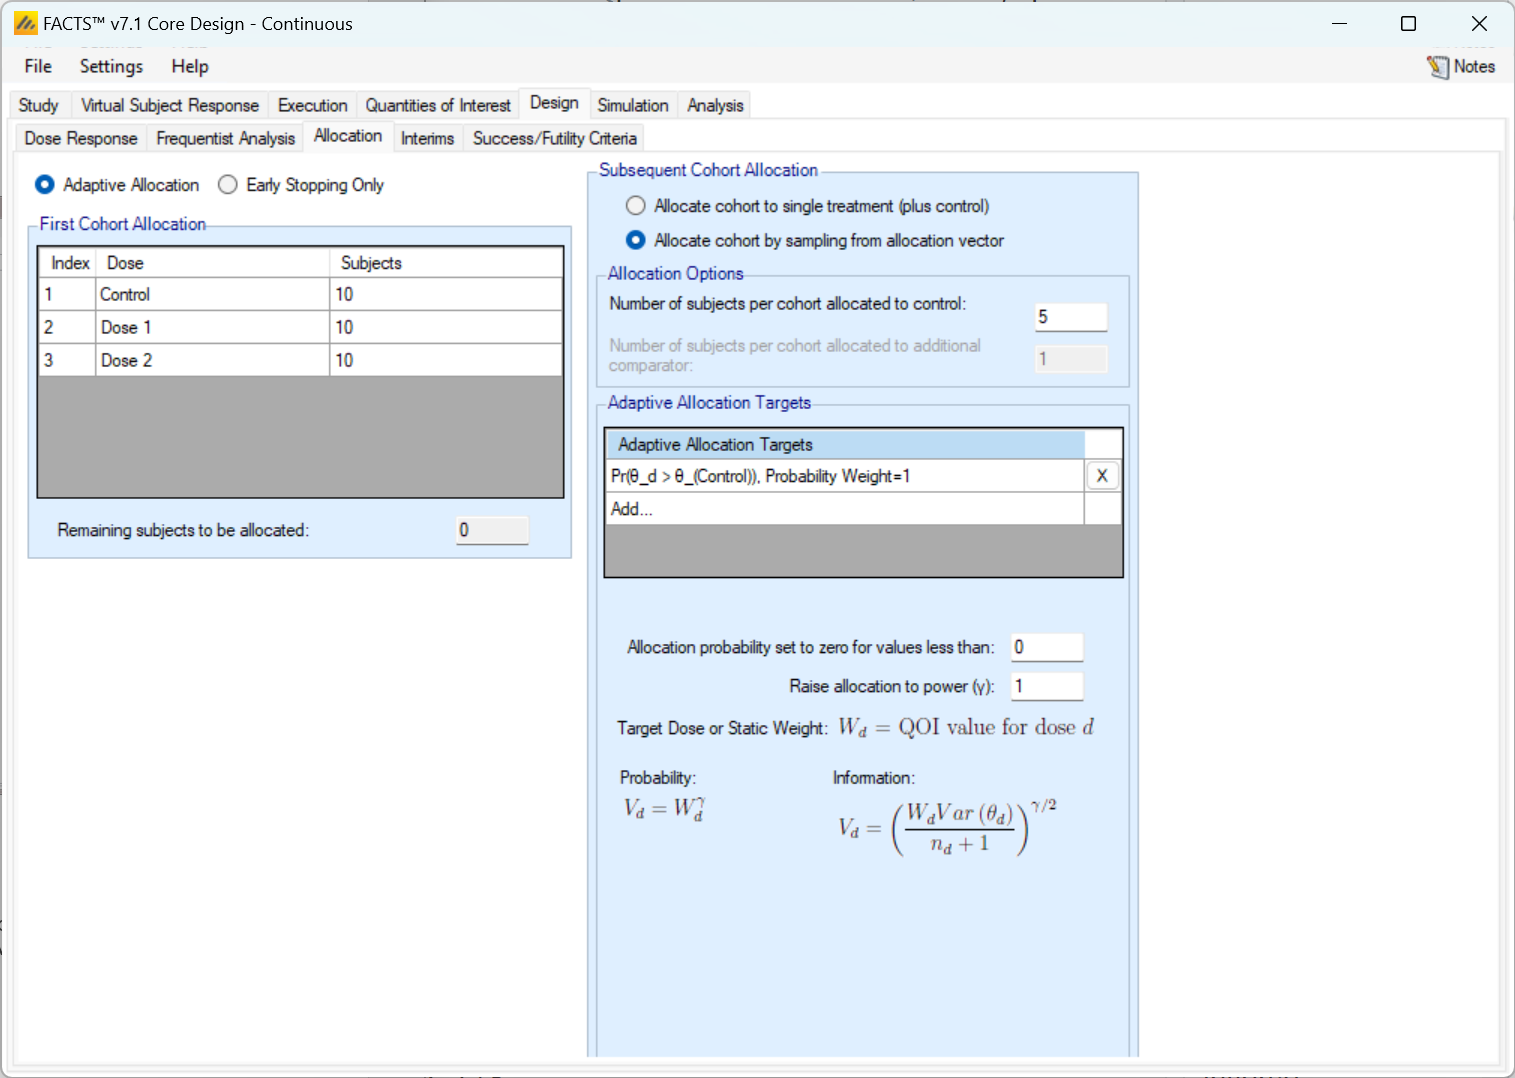 FACTS™ v7.1 Core Design - Continuous
File Settings Help
Notes
Study Virtual Subject Response Execution Quantities of Interest Design Simulation Analysis
Dose Response Frequentist Analysis Allocation Interims Success/Futility Criteria
Adaptive Allocation Early Stopping Only
First Cohort Allocation
Index Dose Subjects
1 Control 10
2 Dose 1 10
3 Dose 2 10
Remaining subjects to be allocated: 0
Subsequent Cohort Allocation
Allocate cohort to single treatment (plus control)
Allocate cohort by sampling from allocation vector
Allocation Options
Number of subjects per cohort allocated to control: 5
Number of subjects per cohort allocated to additional
comparator: 1
Adaptive Allocation Targets
Adaptive Allocation Targets
Pr(θ_d > θ_(Control)), Probability Weight=1 X
Add...
Allocation probability set to zero for values less than: 0
Raise allocation to power (γ): 1
Target Dose or Static Weight: W_d = QOI value for dose d
Probability: Information:
V_d = W_d^γ
V_d = (W_d Var (θ_d) / n_d + 1)^γ/2